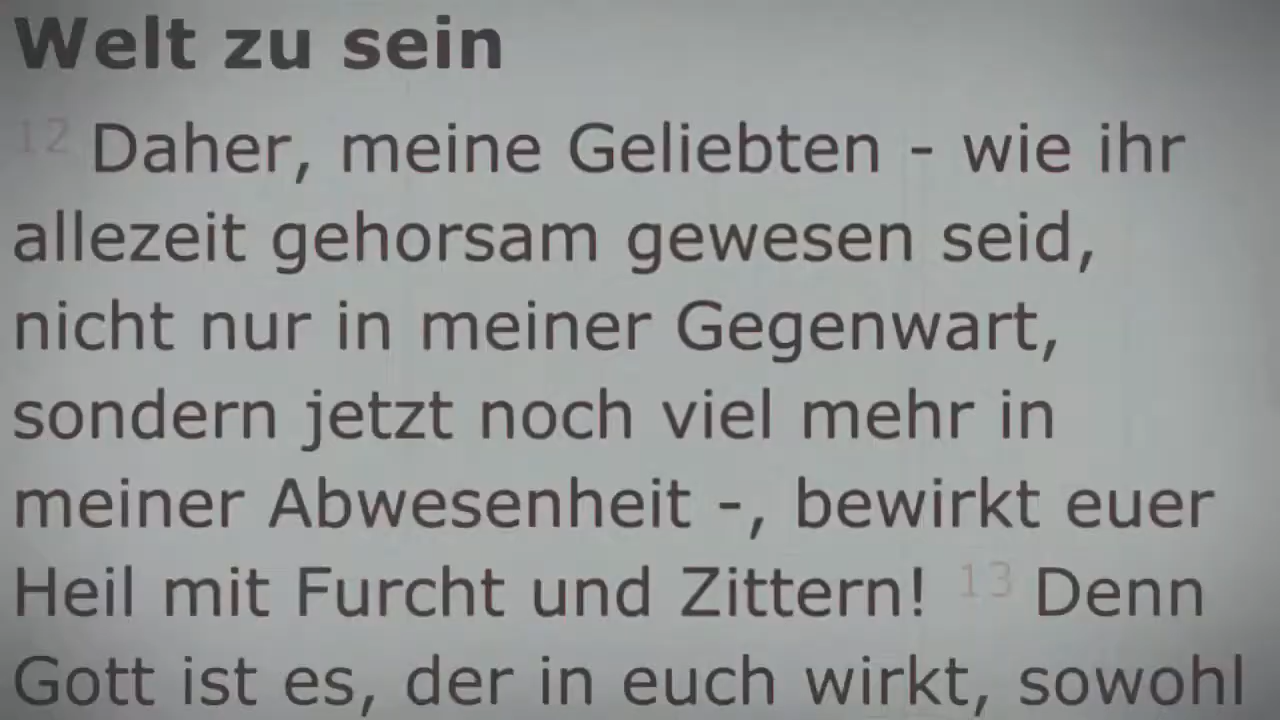 Welt zu sein
12 Daher, meine Geliebten - wie ihr
allezeit gehorsam gewesen seid,
nicht nur in meiner Gegenwart,
sondern jetzt noch viel mehr in
meiner Abwesenheit -, bewirkt euer
Heil mit Furcht und Zittern! 13 Denn
Gott ist es, der in euch wirkt, sowohl